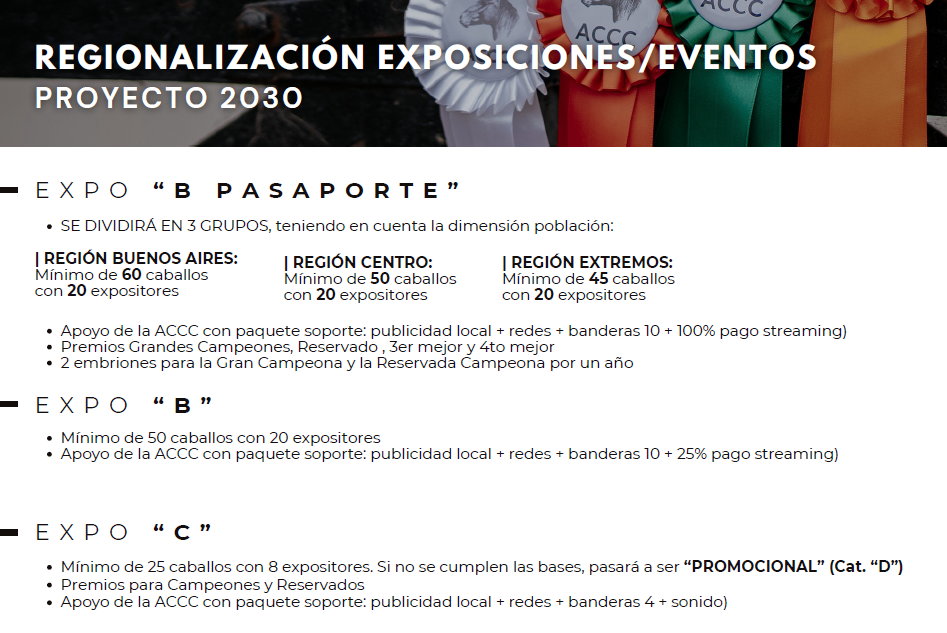 ACCC
ACCC
REGIONALIZACIÓN EXPOSICIONES/EVENTOS
PROYECTO 2030
EXPO “B PASAPORTE”
• SE DIVIDIRÁ EN 3 GRUPOS, teniendo en cuenta la dimensión población:
| REGIÓN BUENOS AIRES:
Mínimo de 60 caballos
con 20 expositores
| REGIÓN CENTRO:
Mínimo de 50 caballos
con 20 expositores
| REGIÓN EXTREMOS:
Mínimo de 45 caballos
con 20 expositores
• Apoyo de la ACCC con paquete soporte: publicidad local + redes + banderas 10 + 100% pago streaming)
• Premios Grandes Campeones, Reservado , 3er mejor y 4to mejor
• 2 embriones para la Gran Campeona y la Reservada Campeona por un año
EXPO “B”
• Mínimo de 50 caballos con 20 expositores
• Apoyo de la ACCC con paquete soporte: publicidad local + redes + banderas 10 + 25% pago streaming)
EXPO “C”
• Mínimo de 25 caballos con 8 expositores. Si no se cumplen las bases, pasará a ser “PROMOCIONAL” (Cat. “D”)
• Premios para Campeones y Reservados
• Apoyo de la ACCC con paquete soporte: publicidad local + redes + banderas 4 + sonido)